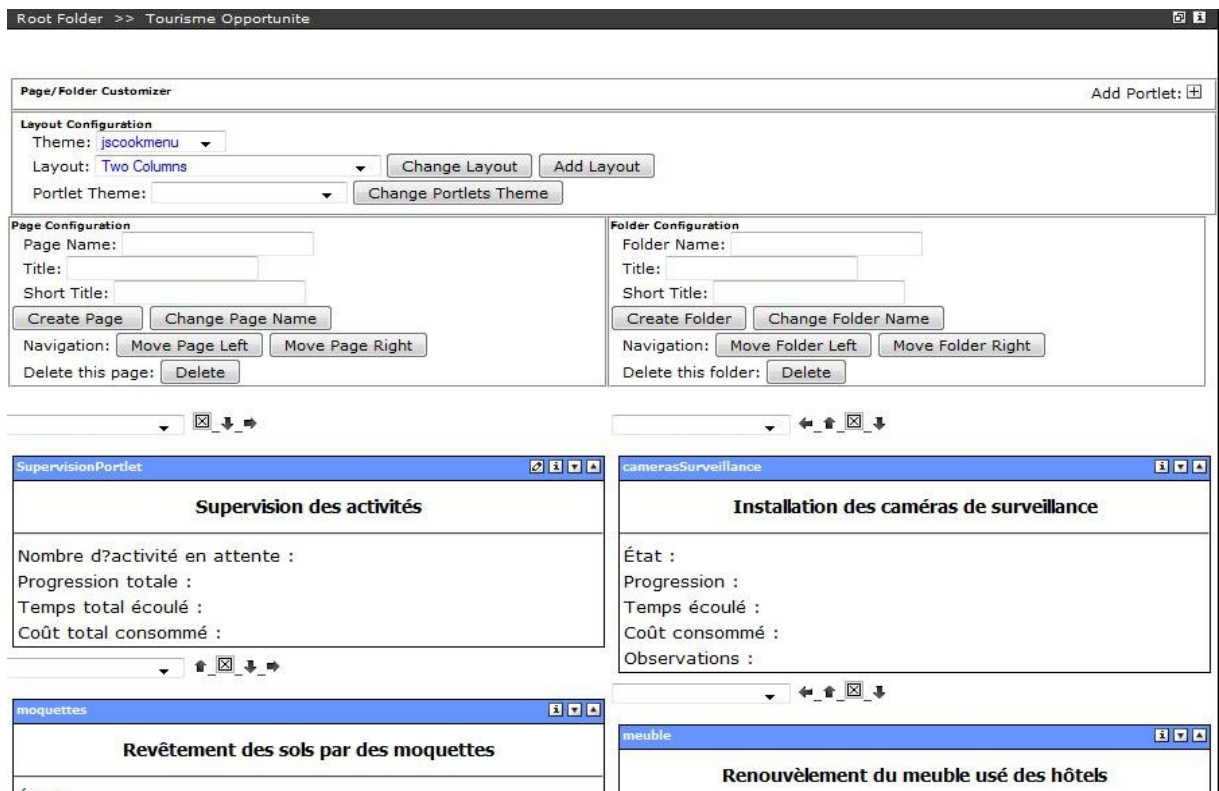 Root Folder >> Tourisme Opportunite
Page/Folder Customizer
Add Portlet:
Layout Configuration
Theme: jscookmenu
Layout: Two Columns Change Layout Add Layout
Portlet Theme: Change Portlets Theme
Page Configuration
Page Name:
Title:
Short Title:
Create Page Change Page Name
Navigation: Move Page Left Move Page Right
Delete this page: Delete
Folder Configuration
Folder Name:
Title:
Short Title:
Create Folder Change Folder Name
Navigation: Move Folder Left Move Folder Right
Delete this folder: Delete
SupervisionPortlet
Supervision des activités
Nombre d?activité en attente :
Progression totale :
Temps total écoulé :
Coût total consommé :
moquettes
Revêtement des sols par des moquettes
camerasSurveillance
Installation des caméras de surveillance
État :
Progression :
Temps écoulé :
Coût consommé :
Observations :
meuble
Renouvèlement du meuble usé des hôtels